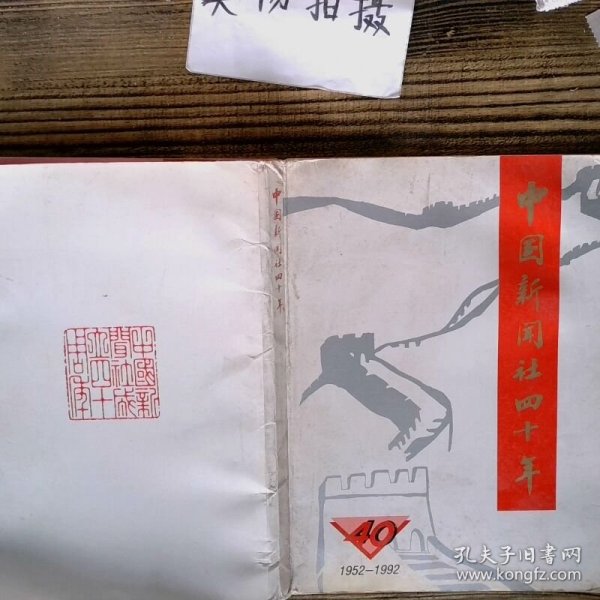 实物拍摄
中国新闻社四十年
中国新闻社四十年
中國新
聞社成
立四十
周年
40
1952-1992
孔夫子旧书网
www.kongfz.com